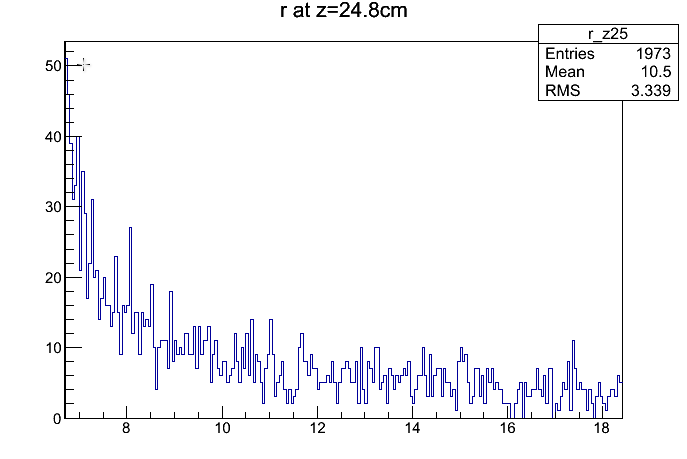 r at z=24.8cm
r_z25
Entries 1973
Mean 10.5
RMS 3.339
50
40
30
20
10
0
8 10 12 14 16 18